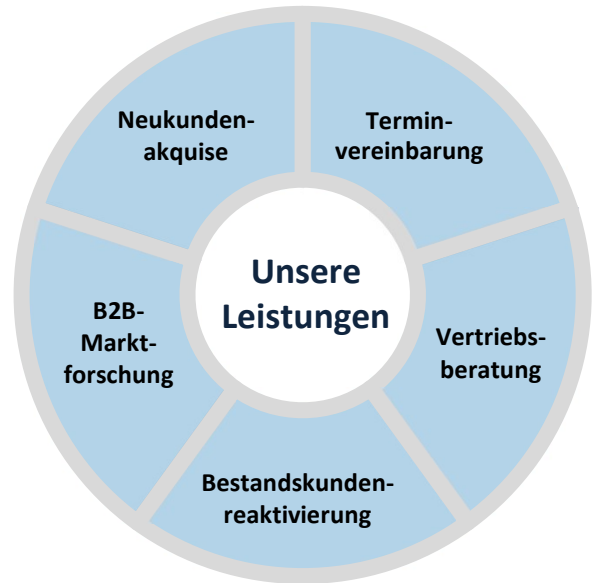 Neukunden-
akquise
Termin-
vereinbarung
Unsere
Leistungen
B2B-
Markt-
forschung
Vertriebs-
beratung
Bestandskunden-
reaktivierung